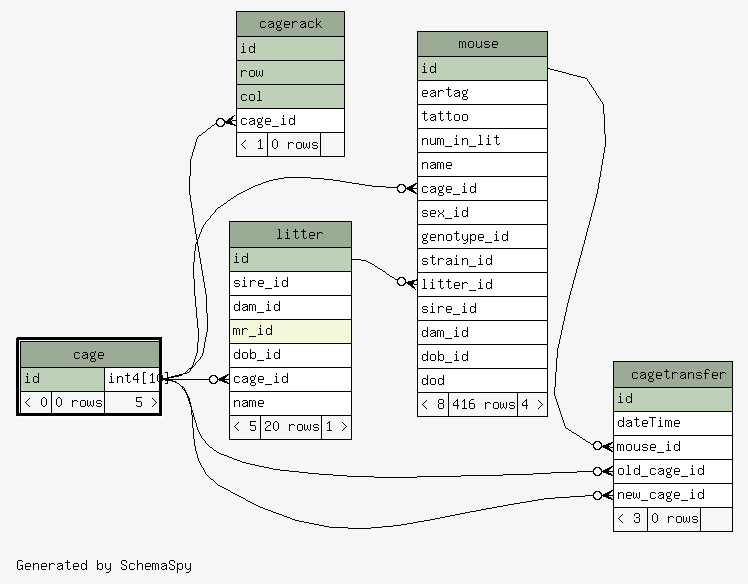 cagerack
id
row
col
cage_id
< 1 0 rows
mouse
id
eartag
tattoo
num_in_lit
name
cage_id
sex_id
genotype_id
strain_id
litter_id
sire_id
dam_id
dob_id
dod
< 8 416 rows 4 >
litter
id
sire_id
dam_id
mr_id
dob_id
cage_id
name
< 5 20 rows 1 >
cage
id int4[10]
< 0 0 rows 5 >
cagetransfer
id
dateTime
mouse_id
old_cage_id
new_cage_id
< 3 0 rows
Generated by SchemaSpy